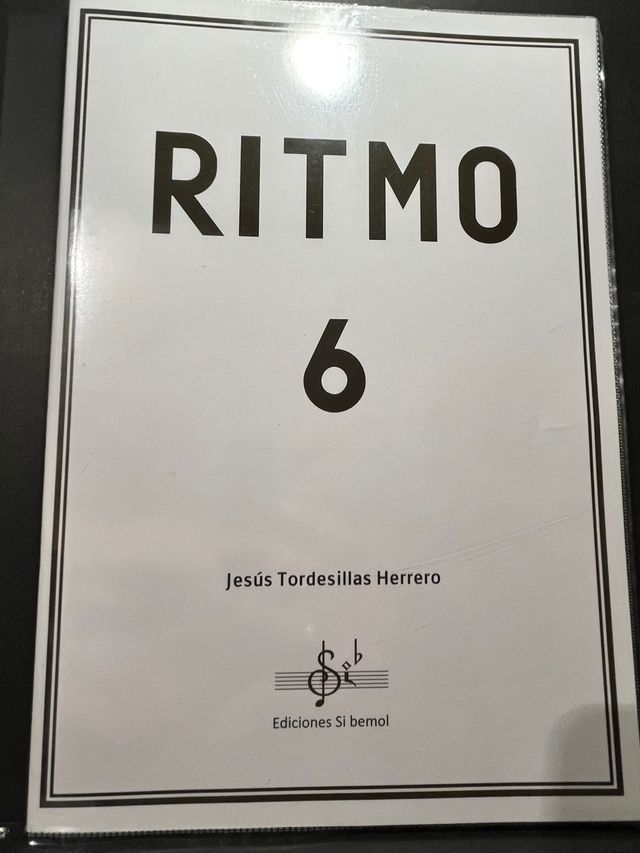 RITMO
6
Jesús Tordesillas Herrero
Ediciones Si bemol